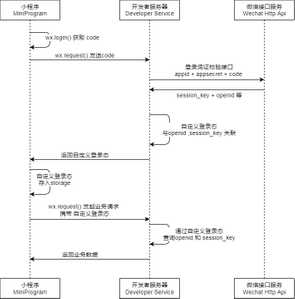 小程序
MiniProgram
开发者服务器
Developer Service
微信接口服务
Wechat Http Api
wx.login() 获取 code
wx.request() 发送code
登录凭证校验接口
appid + appsecret + code
session_key + openid 等
自定义登录态
与openid ,session_key 关联
返回自定义登录态
自定义登录态
存入storage
wx.request() 发起业务请求
携带 自定义登录态
通过自定义登录态
查询openid 和 session_key
返回业务数据
小程序
MiniProgram
开发者服务器
Developer Service
微信接口服务
Wechat Http Api